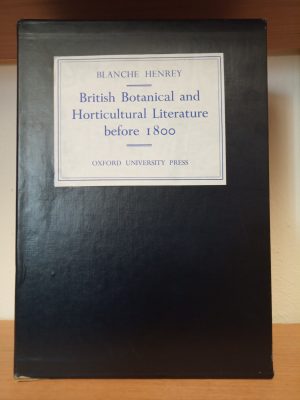 BLANCHE HENREY
British Botanical and
Horticultural Literature
before 1800
OXFORD UNIVERSITY PRESS